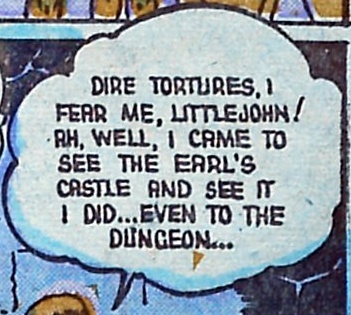 DIRE TORTURES, I
FEAR ME, LITTLEJOHN!
AH, WELL, I CAME TO
SEE THE EARL'S
CASTLE AND SEE IT
I DID...EVEN TO THE
DUNGEON...